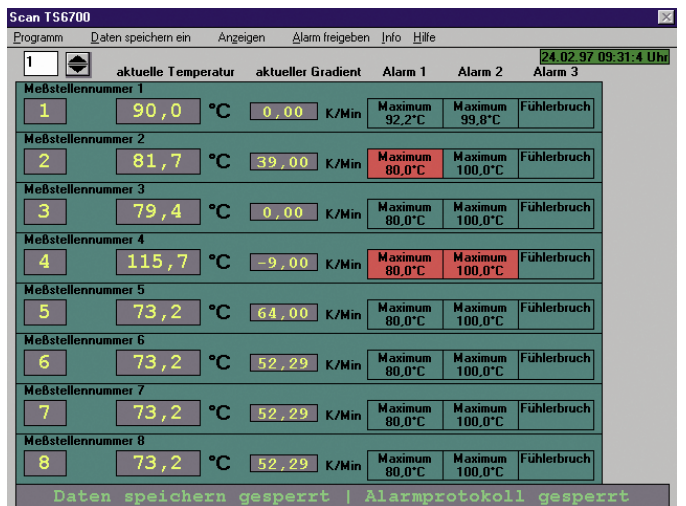 Scan TS6700
Programm Daten speichern ein Anzeigen Alarm freigeben Info Hilfe
24.02.97 09:31:4 Uhr
1 aktuelle Temperatur aktueller Gradient Alarm 1 Alarm 2 Alarm 3
Meßstellennummer 1
1 90,0 °C 0,00 K/Min Maximum 92,2°C Maximum 99,8°C Fühlerbruch
Meßstellennummer 2
2 81,7 °C 39,00 K/Min Maximum 80,0°C Maximum 100,0°C Fühlerbruch
Meßstellennummer 3
3 79,4 °C 0,00 K/Min Maximum 80,0°C Maximum 100,0°C Fühlerbruch
Meßstellennummer 4
4 115,7 °C -9,00 K/Min Maximum 80,0°C Maximum 100,0°C Fühlerbruch
Meßstellennummer 5
5 73,2 °C 64,00 K/Min Maximum 80,0°C Maximum 100,0°C Fühlerbruch
Meßstellennummer 6
6 73,2 °C 52,29 K/Min Maximum 80,0°C Maximum 100,0°C Fühlerbruch
Meßstellennummer 7
7 73,2 °C 52,29 K/Min Maximum 80,0°C Maximum 100,0°C Fühlerbruch
Meßstellennummer 8
8 73,2 °C 52,29 K/Min Maximum 80,0°C Maximum 100,0°C Fühlerbruch
Daten speichern gesperrt | Alarmprotokoll gesperrt